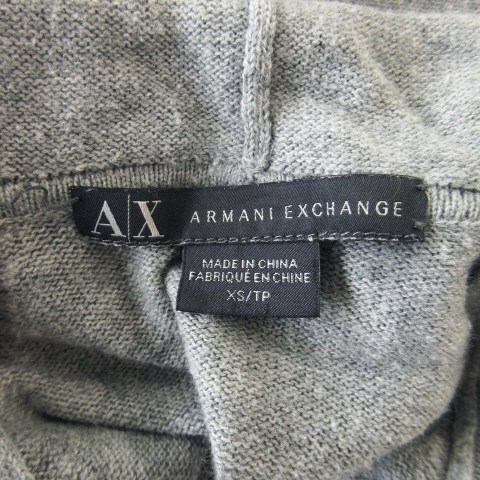 A|X ARMANI EXCHANGE
MADE IN CHINA
FABRIQUÉ EN CHINE
XS/TP